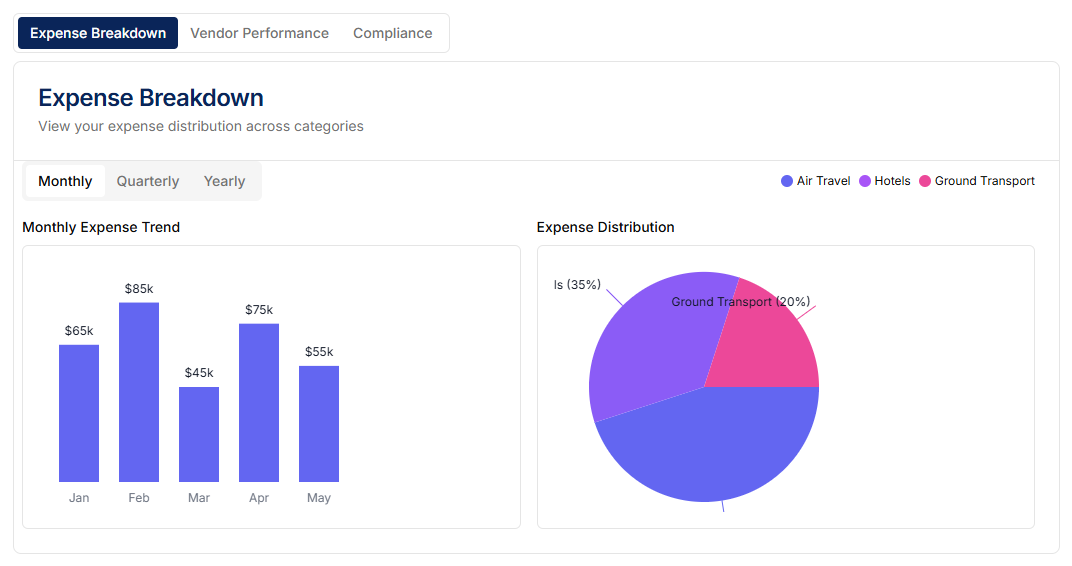 Expense Breakdown Vendor Performance Compliance
Expense Breakdown
View your expense distribution across categories
Monthly Quarterly Yearly
Air Travel Hotels Ground Transport
Monthly Expense Trend
$65k $85k $45k $75k $55k
Jan Feb Mar Apr May
Expense Distribution
ls (35%)
Ground Transport (20%)